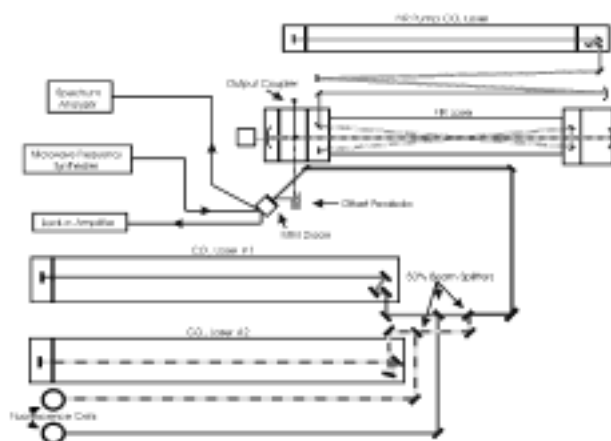 FIR Pump CO₂ Laser
Output Coupler
Spectrum
Analyzer
FIR Laser
Microwave Frequency
Synthesizer
Offset Parabolic
Lock-in Amplifier
MIM Diode
CO₂ Laser #1
50% Beam Splitters
CO₂ Laser #2
Fluorescence Cells